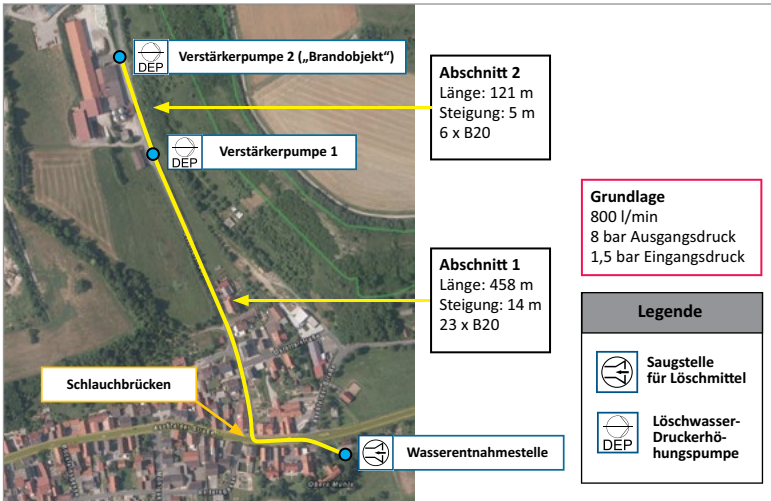 DEP
Verstärkerpumpe 2 („Brandobjekt“)
Abschnitt 2
Länge: 121 m
Steigung: 5 m
6 x B20
DEP
Verstärkerpumpe 1
Grundlage
800 l/min
8 bar Ausgangsdruck
1,5 bar Eingangsdruck
Abschnitt 1
Länge: 458 m
Steigung: 14 m
23 x B20
Legende
Saugstelle
für Löschmittel
Schlauchbrücken
DEP
Löschwasser-
Druckerhö-
hungspumpe
Wasserentnahmestelle
Obere Mühle